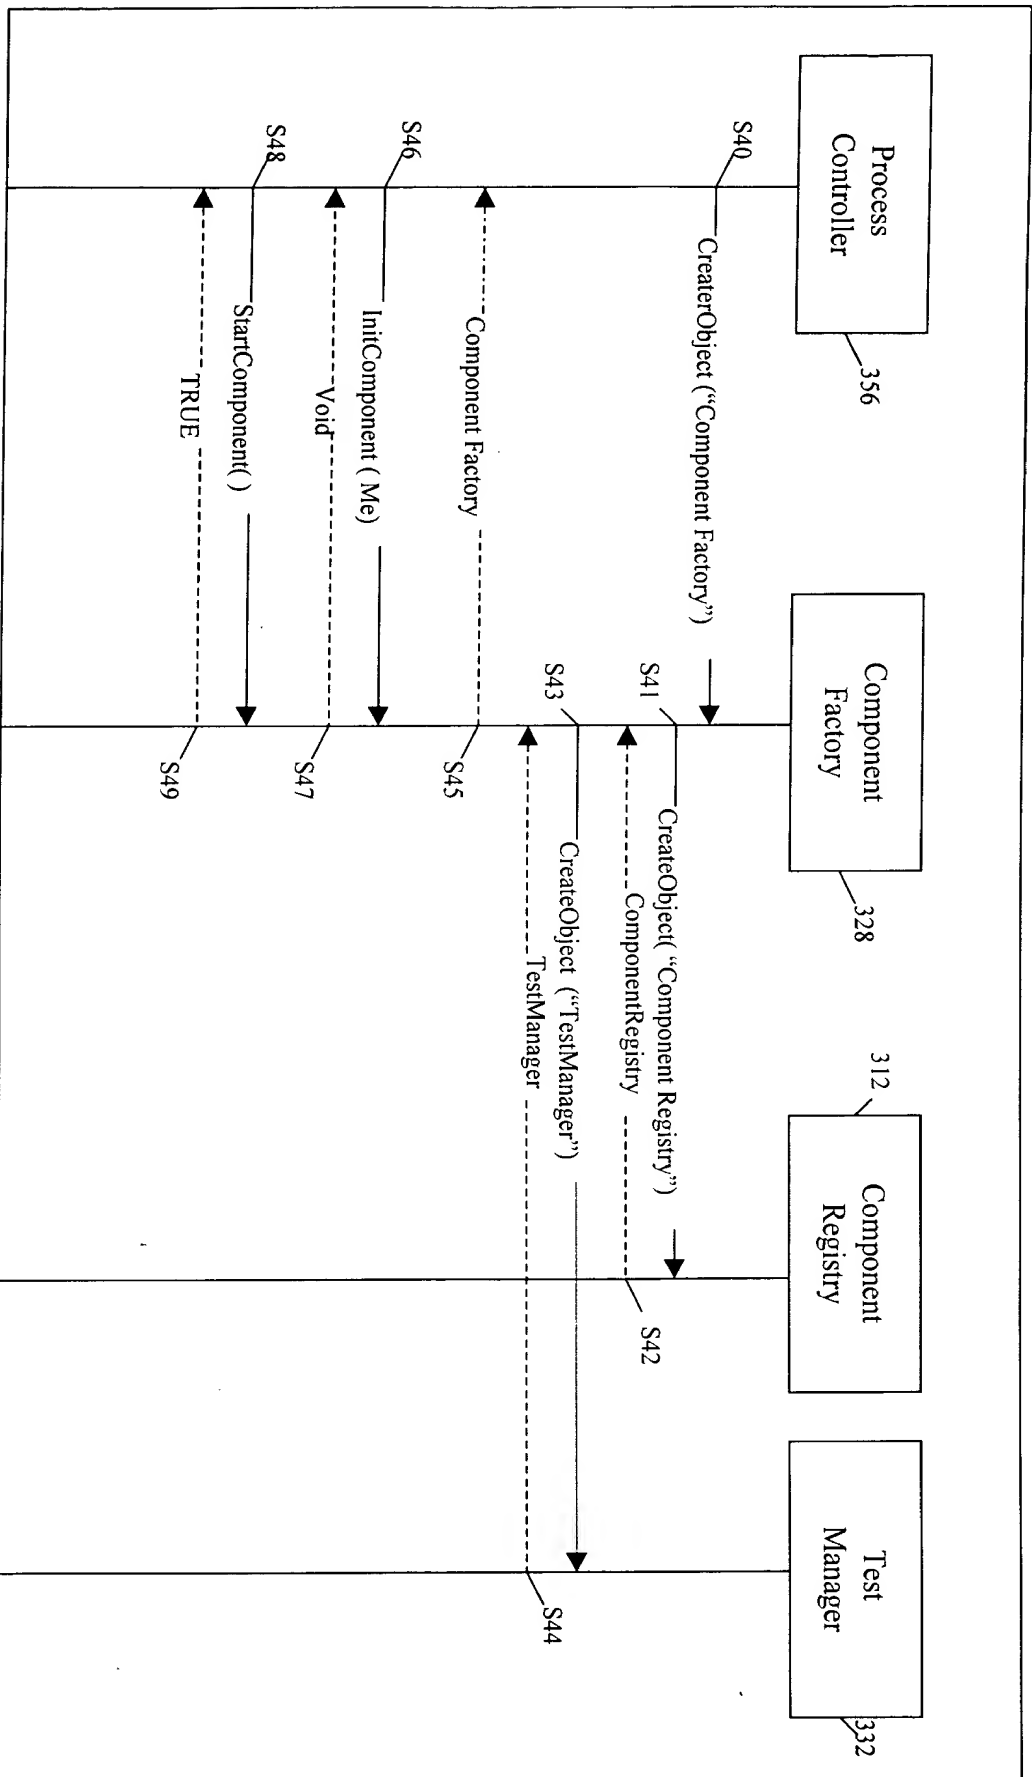 Process
Controller
356
Component
Factory
328
312
Component
Registry
Test
Manager
332
S40
CreaterObject (“Component Factory”)
S41
CreateObject( “Component Registry”)
ComponentRegistry
S42
S43
CreateObject (“TestManager”)
TestManager
S44
Component Factory
S45
S46
InitComponent ( Me)
Void
S47
S48
StartComponent( )
TRUE
S49